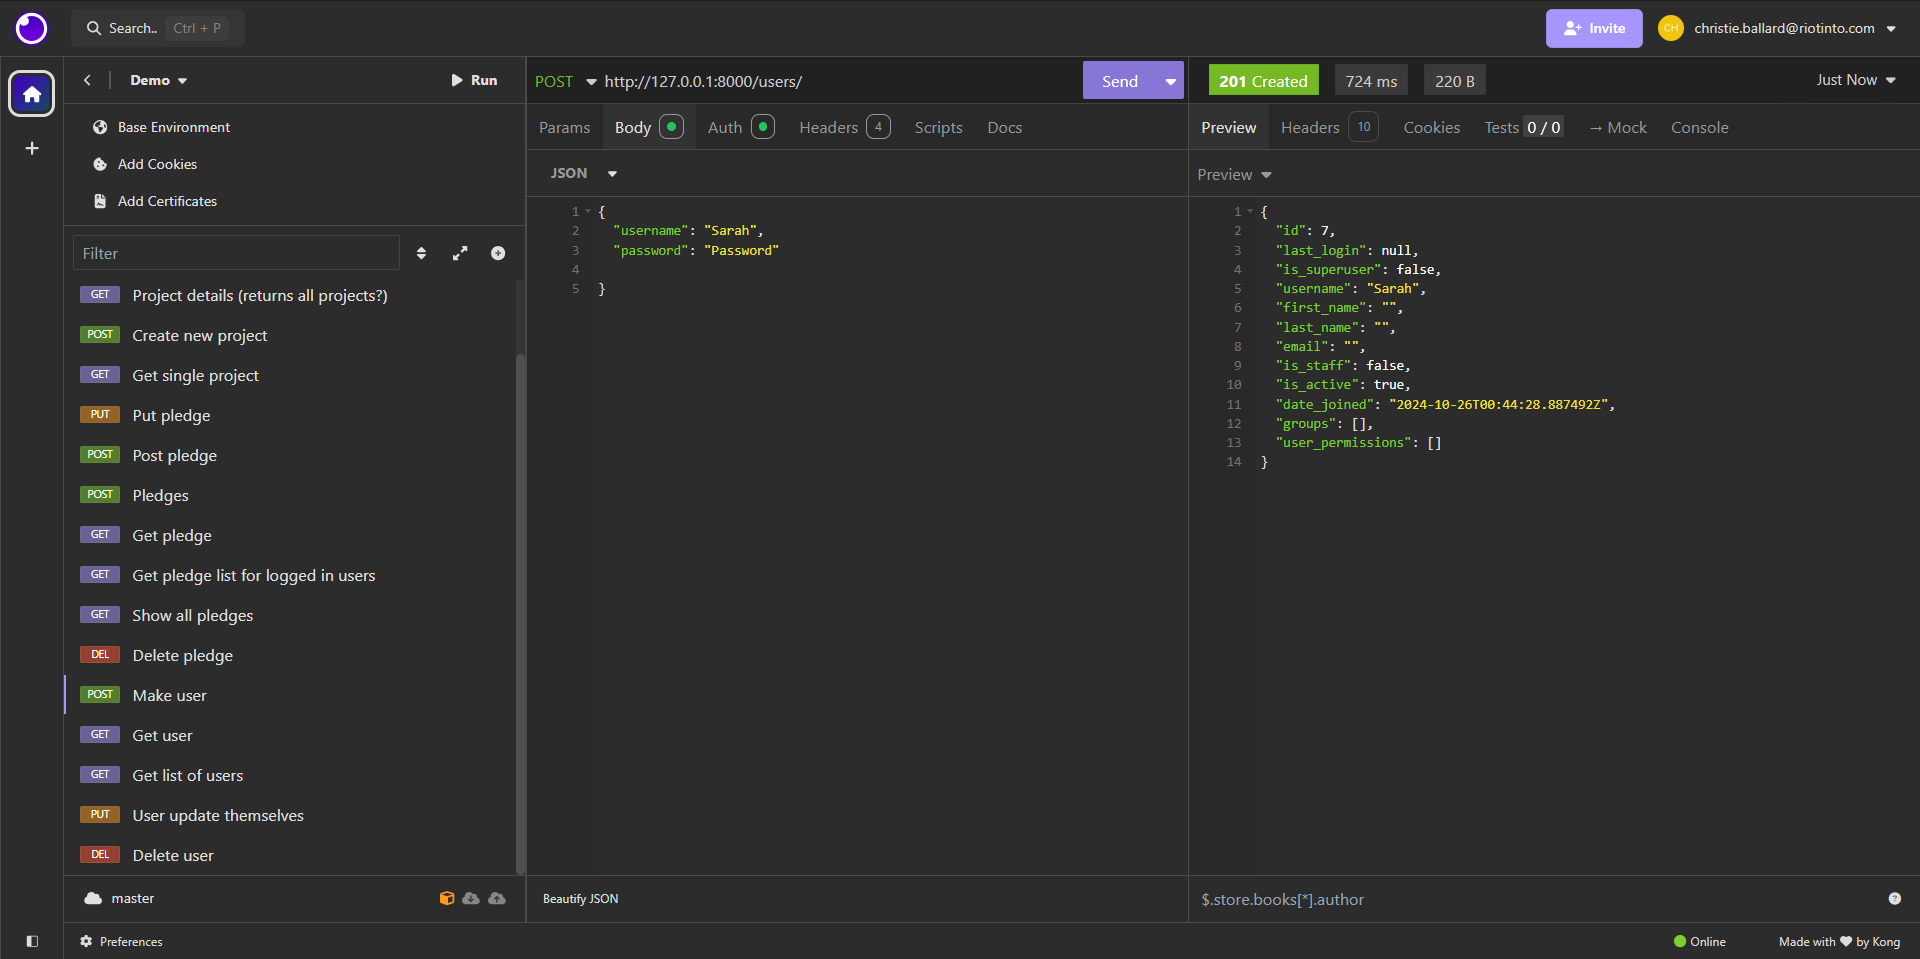 Search.. Ctrl + P
Invite CH christie.ballard@riotinto.com
Demo Run
Base Environment
Add Cookies
Add Certificates
Filter
GET Project details (returns all projects?)
POST Create new project
GET Get single project
PUT Put pledge
POST Post pledge
POST Pledges
GET Get pledge
GET Get pledge list for logged in users
GET Show all pledges
DEL Delete pledge
POST Make user
GET Get user
GET Get list of users
PUT User update themselves
DEL Delete user
master
Preferences
POST http://127.0.0.1:8000/users/ Send
Params Body Auth Headers 4 Scripts Docs
JSON
1 {
2 "username": "Sarah",
3 "password": "Password"
4
5 }
Beautify JSON
201 Created 724 ms 220 B Just Now
Preview Headers 10 Cookies Tests 0 / 0 → Mock Console
Preview
1 {
2 "id": 7,
3 "last_login": null,
4 "is_superuser": false,
5 "username": "Sarah",
6 "first_name": "",
7 "last_name": "",
8 "email": "",
9 "is_staff": false,
10 "is_active": true,
11 "date_joined": "2024-10-26T00:44:28.887492Z",
12 "groups": [],
13 "user_permissions": []
14 }
$.store.books[*].author
Online Made with ❤ by Kong